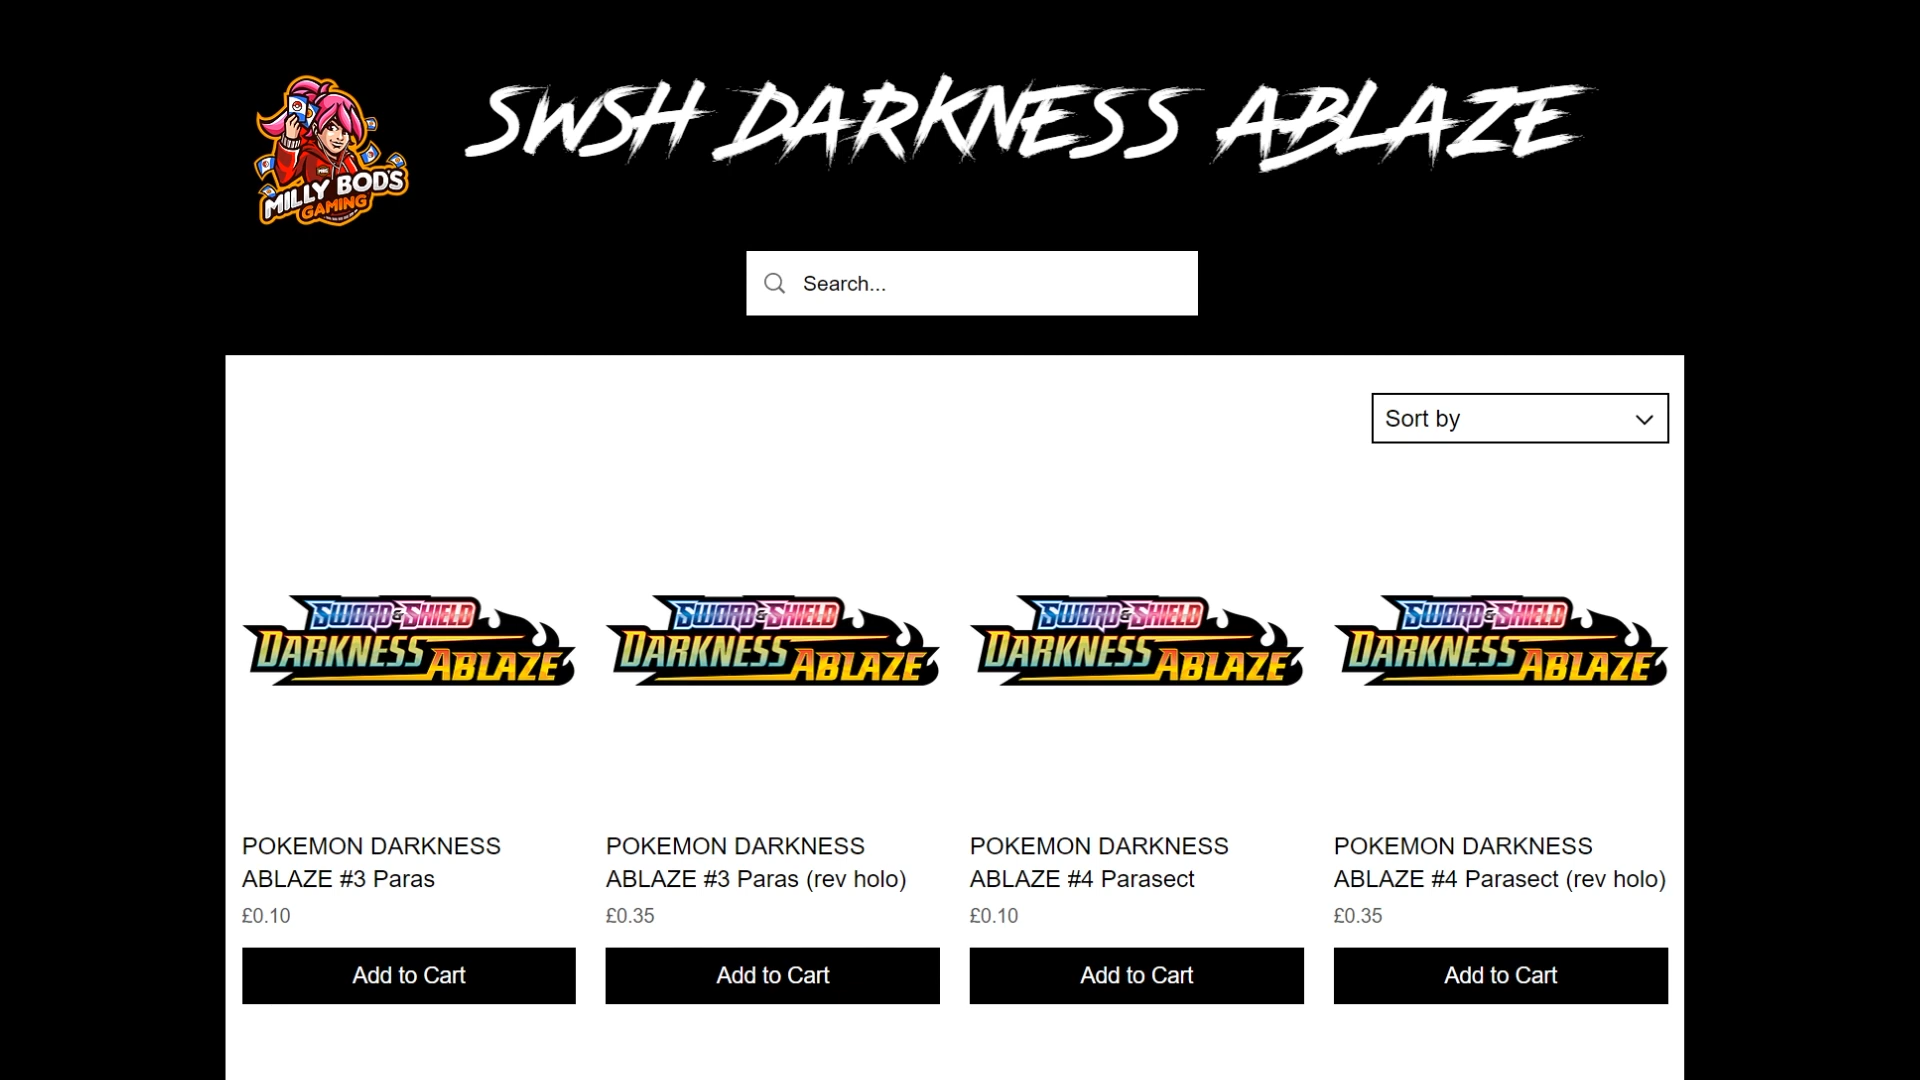 SWSH DARKNESS ABLAZE
MILLY BOD'S
GAMING
Search...
Sort by
SWORD & SHIELD
DARKNESS ABLAZE
SWORD & SHIELD
DARKNESS ABLAZE
SWORD & SHIELD
DARKNESS ABLAZE
SWORD & SHIELD
DARKNESS ABLAZE
POKEMON DARKNESS
ABLAZE #3 Paras
£0.10
Add to Cart
POKEMON DARKNESS
ABLAZE #3 Paras (rev holo)
£0.35
Add to Cart
POKEMON DARKNESS
ABLAZE #4 Parasect
£0.10
Add to Cart
POKEMON DARKNESS
ABLAZE #4 Parasect (rev holo)
£0.35
Add to Cart